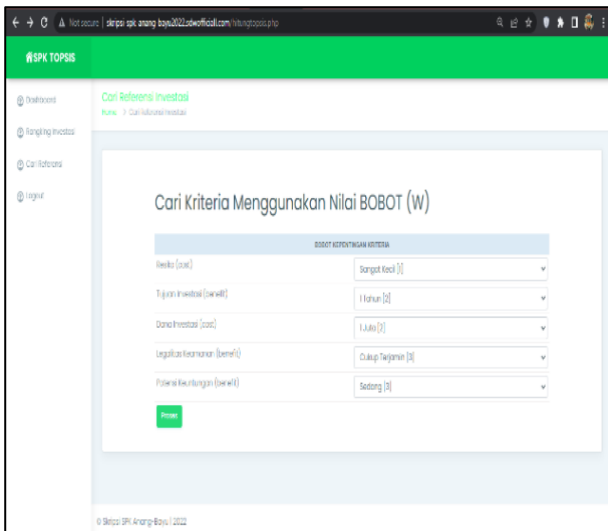 Not secure | skripsi-spk-anang-bayu2022.sdwofficial1.com/hitungtopsis.php
SPK TOPSIS
Dashboard
Cari Referensi Investasi
Home > Cari Referensi Investasi
Rangking Investasi
Cari Referensi
Logout
Cari Kriteria Menggunakan Nilai BOBOT (W)
BOBOT KEPENTINGAN KRITERIA
Resiko (cost)
Sangat Kecil [1]
Tujuan Investasi (benefit)
1 Tahun [2]
Dana Investasi (cost)
1 Juta [2]
Legalitas Keamanan (benefit)
Cukup Terjamin [3]
Potensi Keuntungan (benefit)
Sedang [3]
Proses
© Skripsi SPK Anang-Bayu | 2022